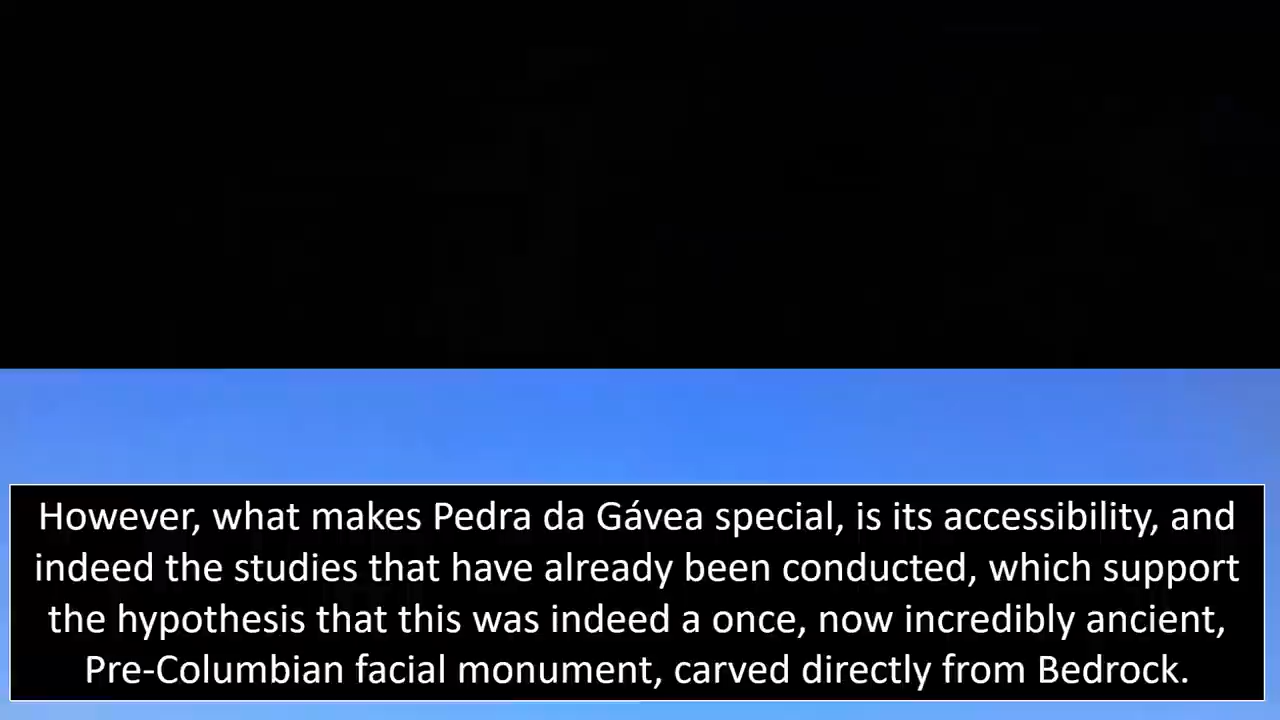 However, what makes Pedra da Gávea special, is its accessibility, and
indeed the studies that have already been conducted, which support
the hypothesis that this was indeed a once, now incredibly ancient,
Pre-Columbian facial monument, carved directly from Bedrock.